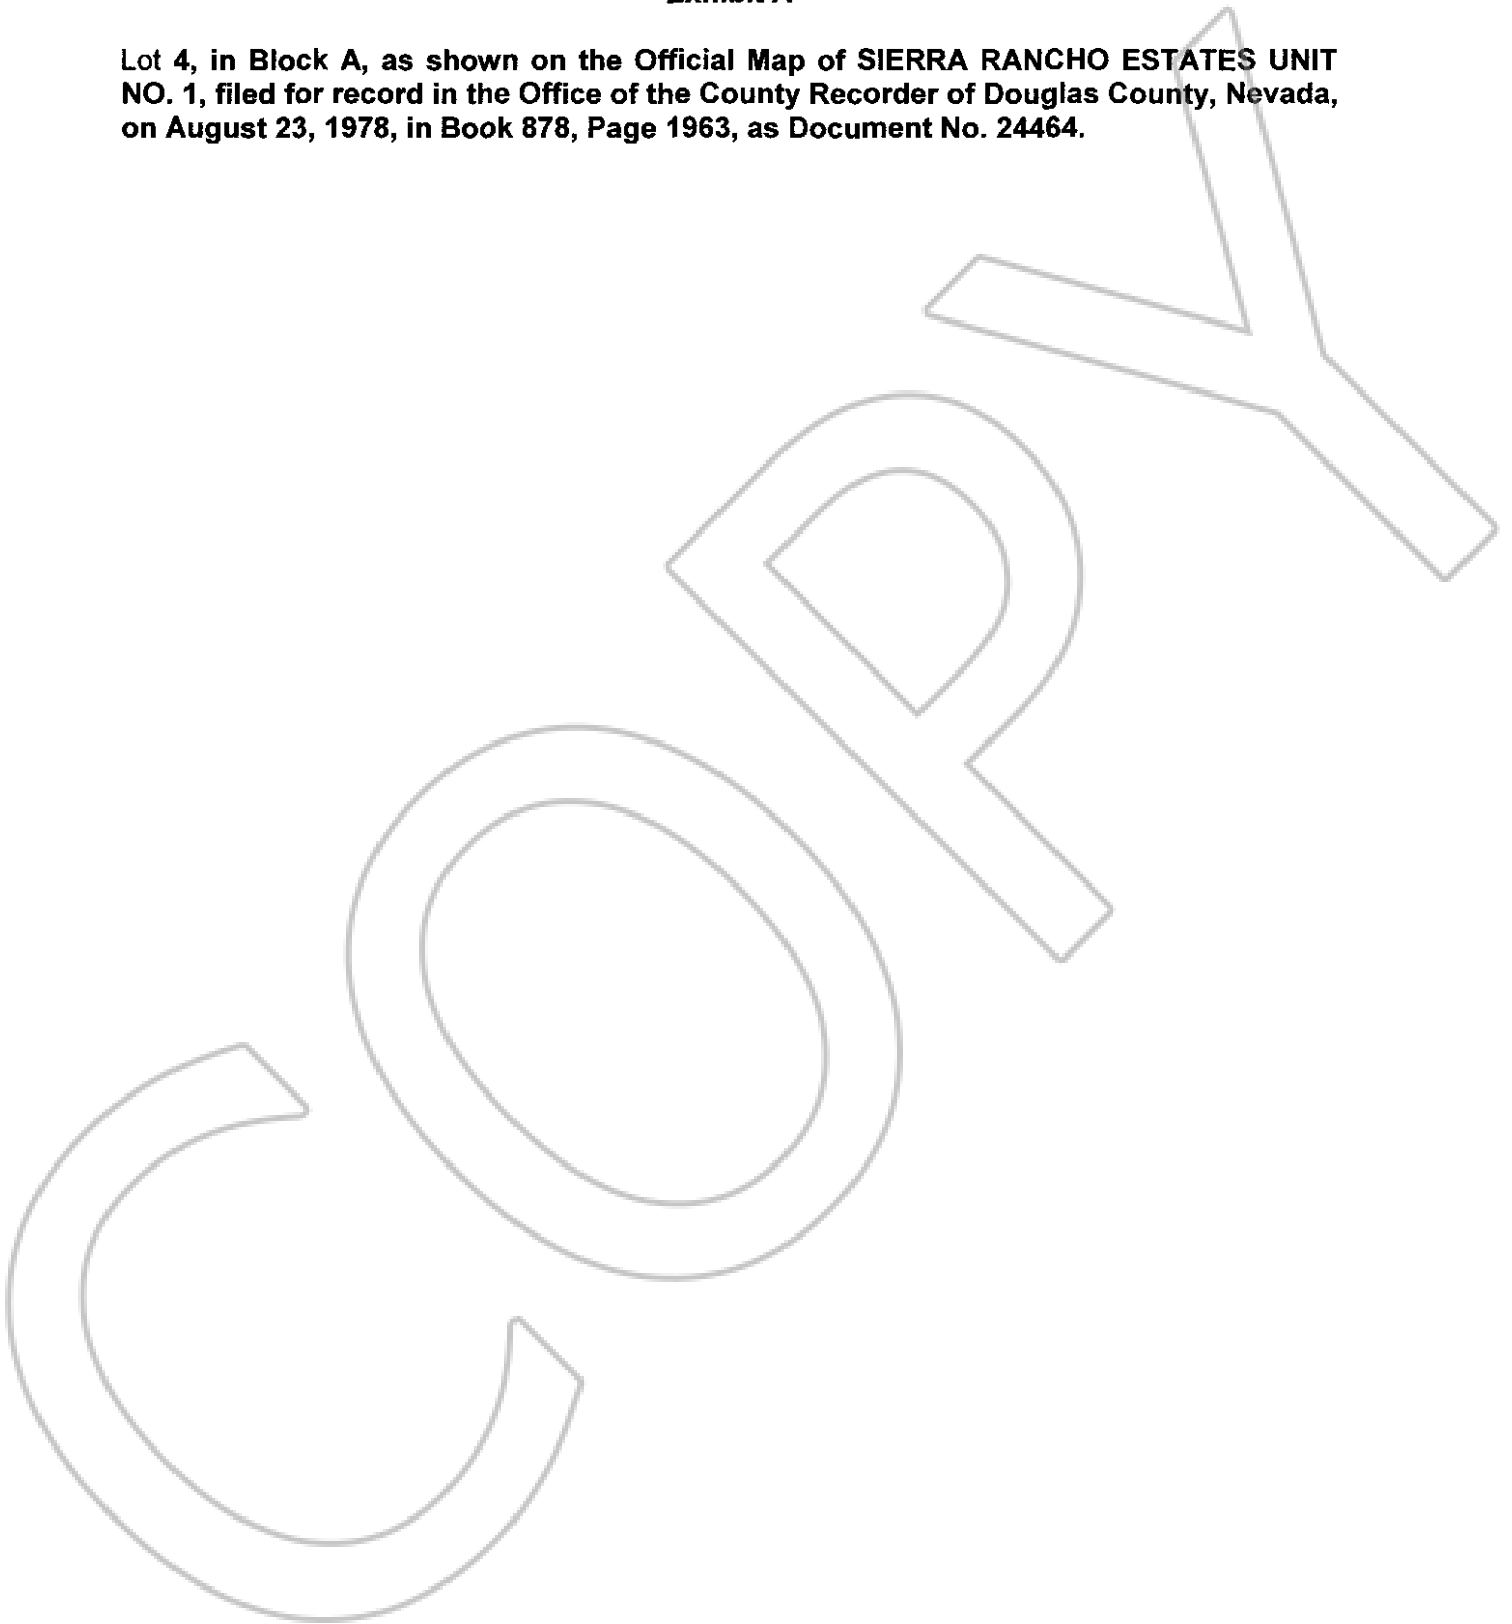 Exhibit A
Lot 4, in Block A, as shown on the Official Map of SIERRA RANCHO ESTATES UNIT
NO. 1, filed for record in the Office of the County Recorder of Douglas County, Nevada,
on August 23, 1978, in Book 878, Page 1963, as Document No. 24464.
COPY